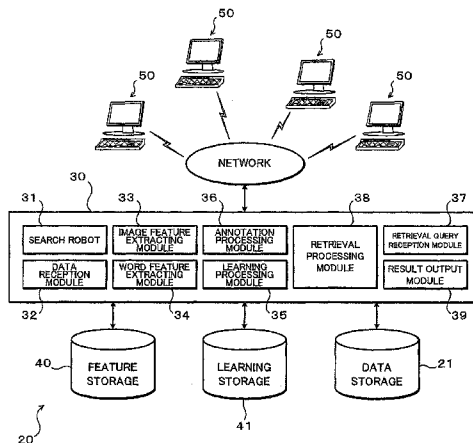 50
50
50
50
NETWORK
30
31
33
36
38
37
SEARCH ROBOT
IMAGE FEATURE
EXTRACTING MODULE
ANNOTATION
PROCESSING MODULE
RETRIEVAL
PROCESSING
MODULE
RETRIEVAL QUERY
RECEPTION MODULE
DATA
RECEPTION
MODULE
WORD FEATURE
EXTRACTING MODULE
LEARNING
PROCESSING
MODULE
RESULT OUTPUT
MODULE
32
34
35
39
40
FEATURE
STORAGE
LEARNING
STORAGE
41
DATA
STORAGE
21
20